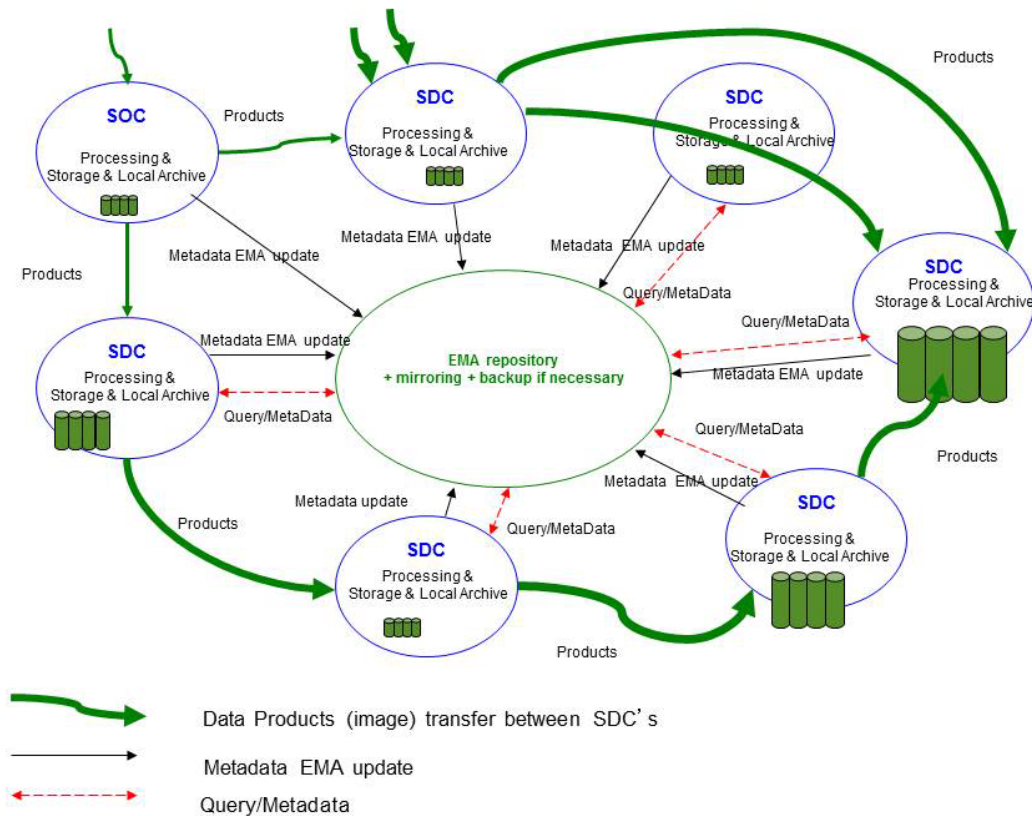 Products
SOC
Processing &
Storage & Local Archive
Products
SDC
Processing &
Storage & Local Archive
SDC
Processing &
Storage & Local Archive
Metadata EMA update
Metadata EMA update
Metadata EMA update
Products
Query/MetaData
SDC
Processing &
Storage & Local Archive
SDC
Processing &
Storage & Local Archive
Metadata EMA update
Query/MetaData
EMA repository
+ mirroring + backup if necessary
Query/MetaData
Metadata EMA update
Query/MetaData
Products
Metadata EMA update
Metadata update
Products
Query/MetaData
SDC
Processing &
Storage & Local Archive
SDC
Processing &
Storage & Local Archive
Products
Data Products (image) transfer between SDC's
Metadata EMA update
Query/Metadata